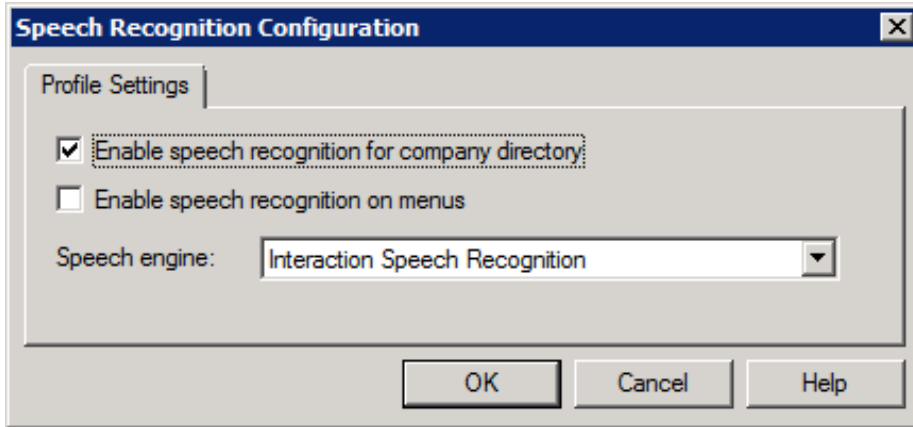 Speech Recognition Configuration
Profile Settings
Enable speech recognition for company directory
Enable speech recognition on menus
Speech engine: Interaction Speech Recognition
OK Cancel Help